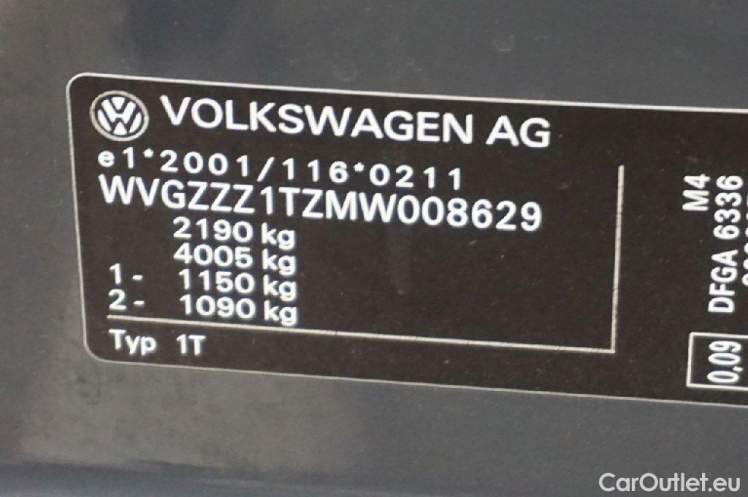 VOLKSWAGEN AG
e1*2001/116*0211
WVGZZZ1TZMW008629
2190 kg
4005 kg
1- 1150 kg
2- 1090 kg
Typ 1T
M4
DFGA 6336
0,09
CarOutlet.eu